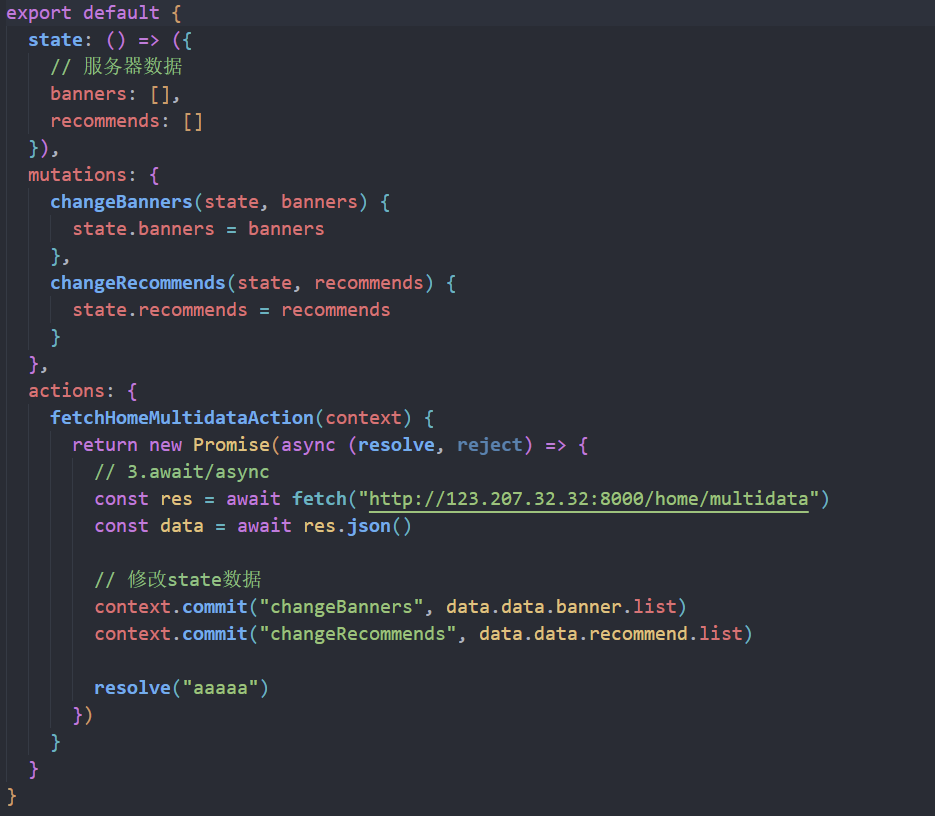 export default {
  state: () => ({
    // 服务器数据
    banners: [],
    recommends: []
  }),
  mutations: {
    changeBanners(state, banners) {
      state.banners = banners
    },
    changeRecommends(state, recommends) {
      state.recommends = recommends
    }
  },
  actions: {
    fetchHomeMultidataAction(context) {
      return new Promise(async (resolve, reject) => {
        // 3.await/async
        const res = await fetch("http://123.207.32.32:8000/home/multidata")
        const data = await res.json()

        // 修改state数据
        context.commit("changeBanners", data.data.banner.list)
        context.commit("changeRecommends", data.data.recommend.list)

        resolve("aaaaa")
      })
    }
  }
}